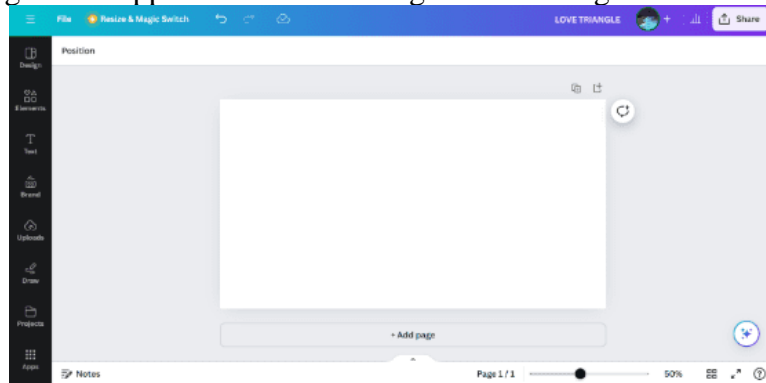 File Resize & Magic Switch LOVE TRIANGLE + Share
Position
Design
Elements
Text
Brand
Uploads
Draw
Projects
Apps
+ Add page
Notes Page 1 / 1 50%